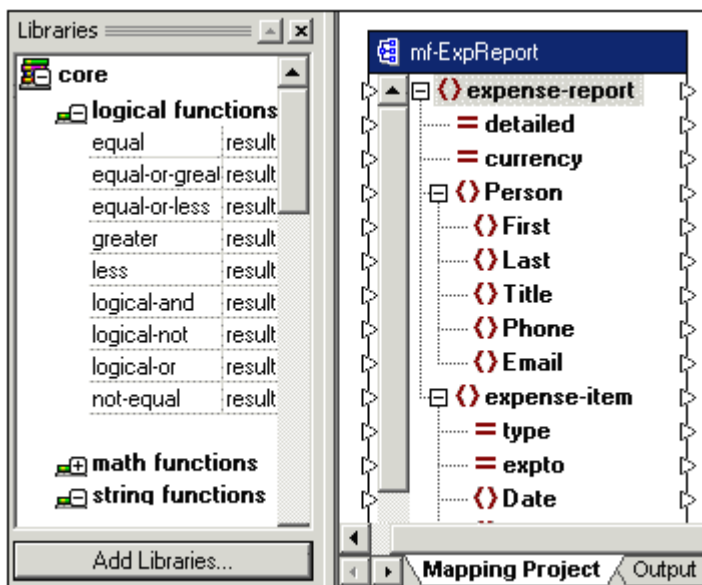 Libraries
core
logical functions
equal result
equal-or-great result
equal-or-less result
greater result
less result
logical-and result
logical-not result
logical-or result
not-equal result
math functions
string functions
Add Libraries...
mf-ExpReport
expense-report
detailed
currency
Person
First
Last
Title
Phone
Email
expense-item
type
expto
Date
Mapping Project
Output